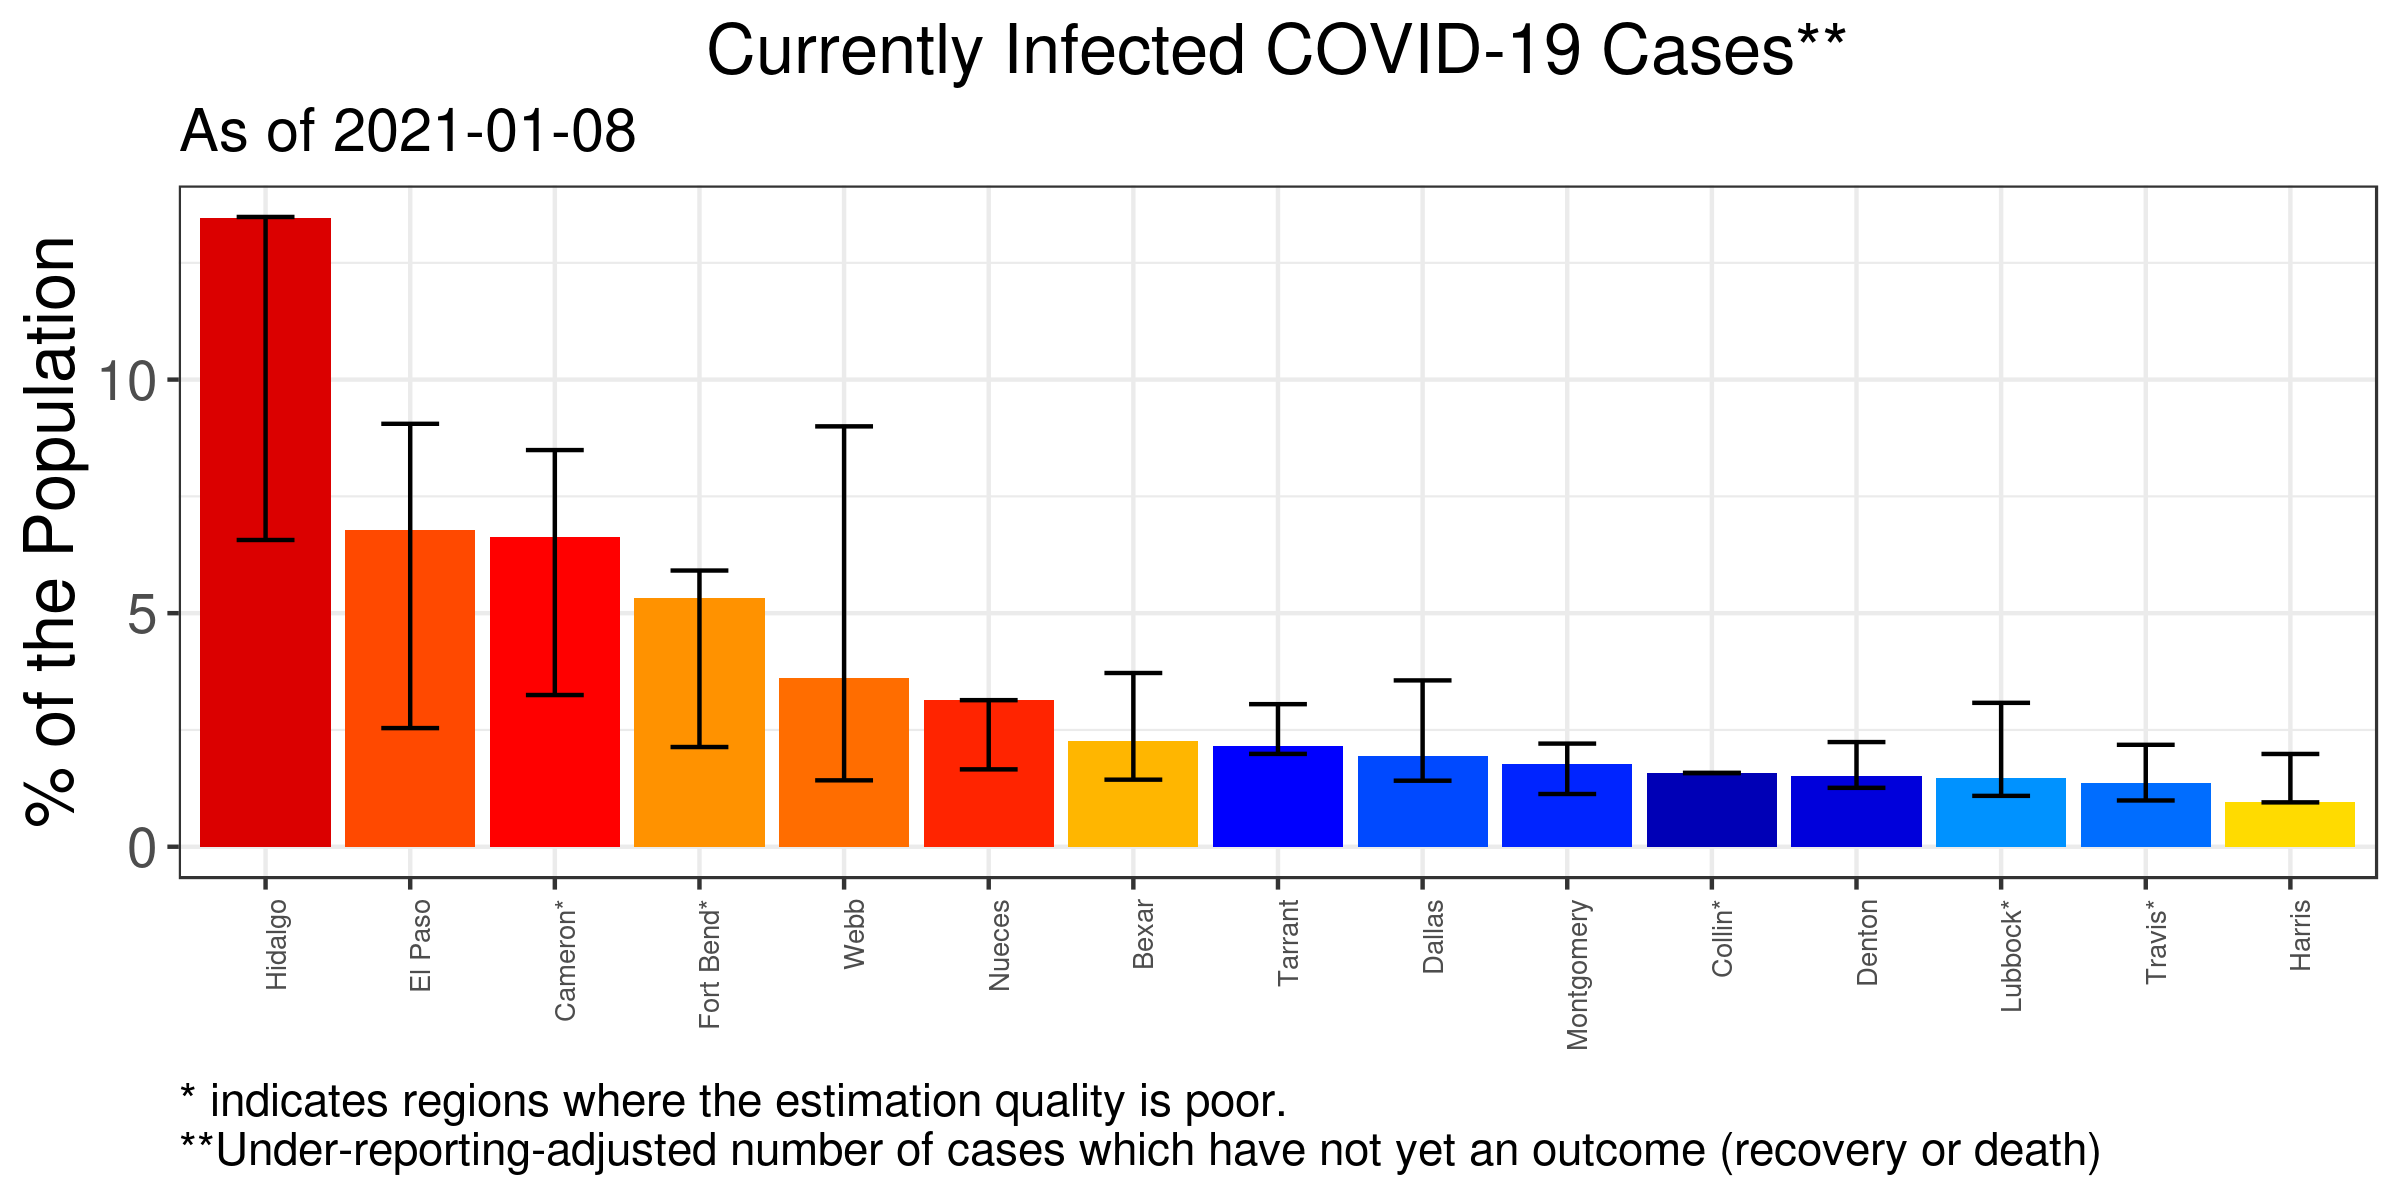 Currently Infected COVID-19 Cases**
As of 2021-01-08
% of the Population
10
5
0
Hidalgo
El Paso
Cameron*
Fort Bend*
Webb
Nueces
Bexar
Tarrant
Dallas
Montgomery
Collin*
Denton
Lubbock*
Travis*
Harris
* indicates regions where the estimation quality is poor.
**Under-reporting-adjusted number of cases which have not yet an outcome (recovery or death)